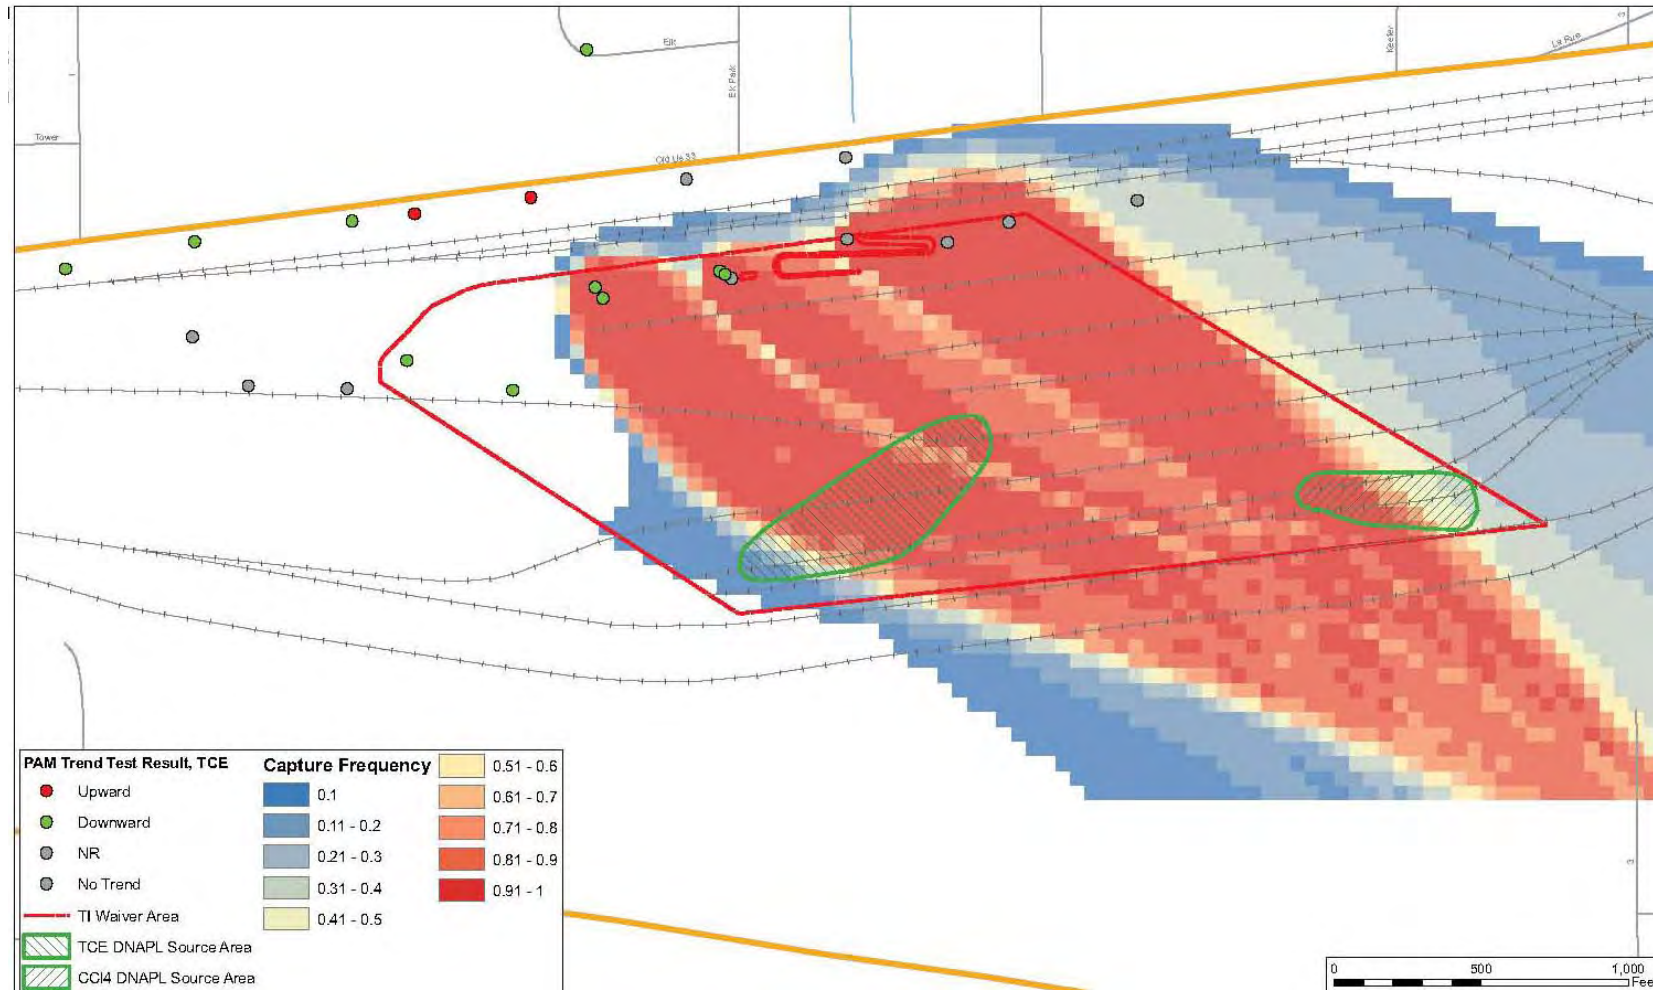 Elk
Elk Park
Keeler
La Rue
Tower
Old Us 33
PAM Trend Test Result, TCE
Upward
Downward
NR
No Trend
TI Waiver Area
TCE DNAPL Source Area
CCl4 DNAPL Source Area
Capture Frequency
0.1
0.11 - 0.2
0.21 - 0.3
0.31 - 0.4
0.41 - 0.5
0.51 - 0.6
0.61 - 0.7
0.71 - 0.8
0.81 - 0.9
0.91 - 1
0 500 1,000
Fee